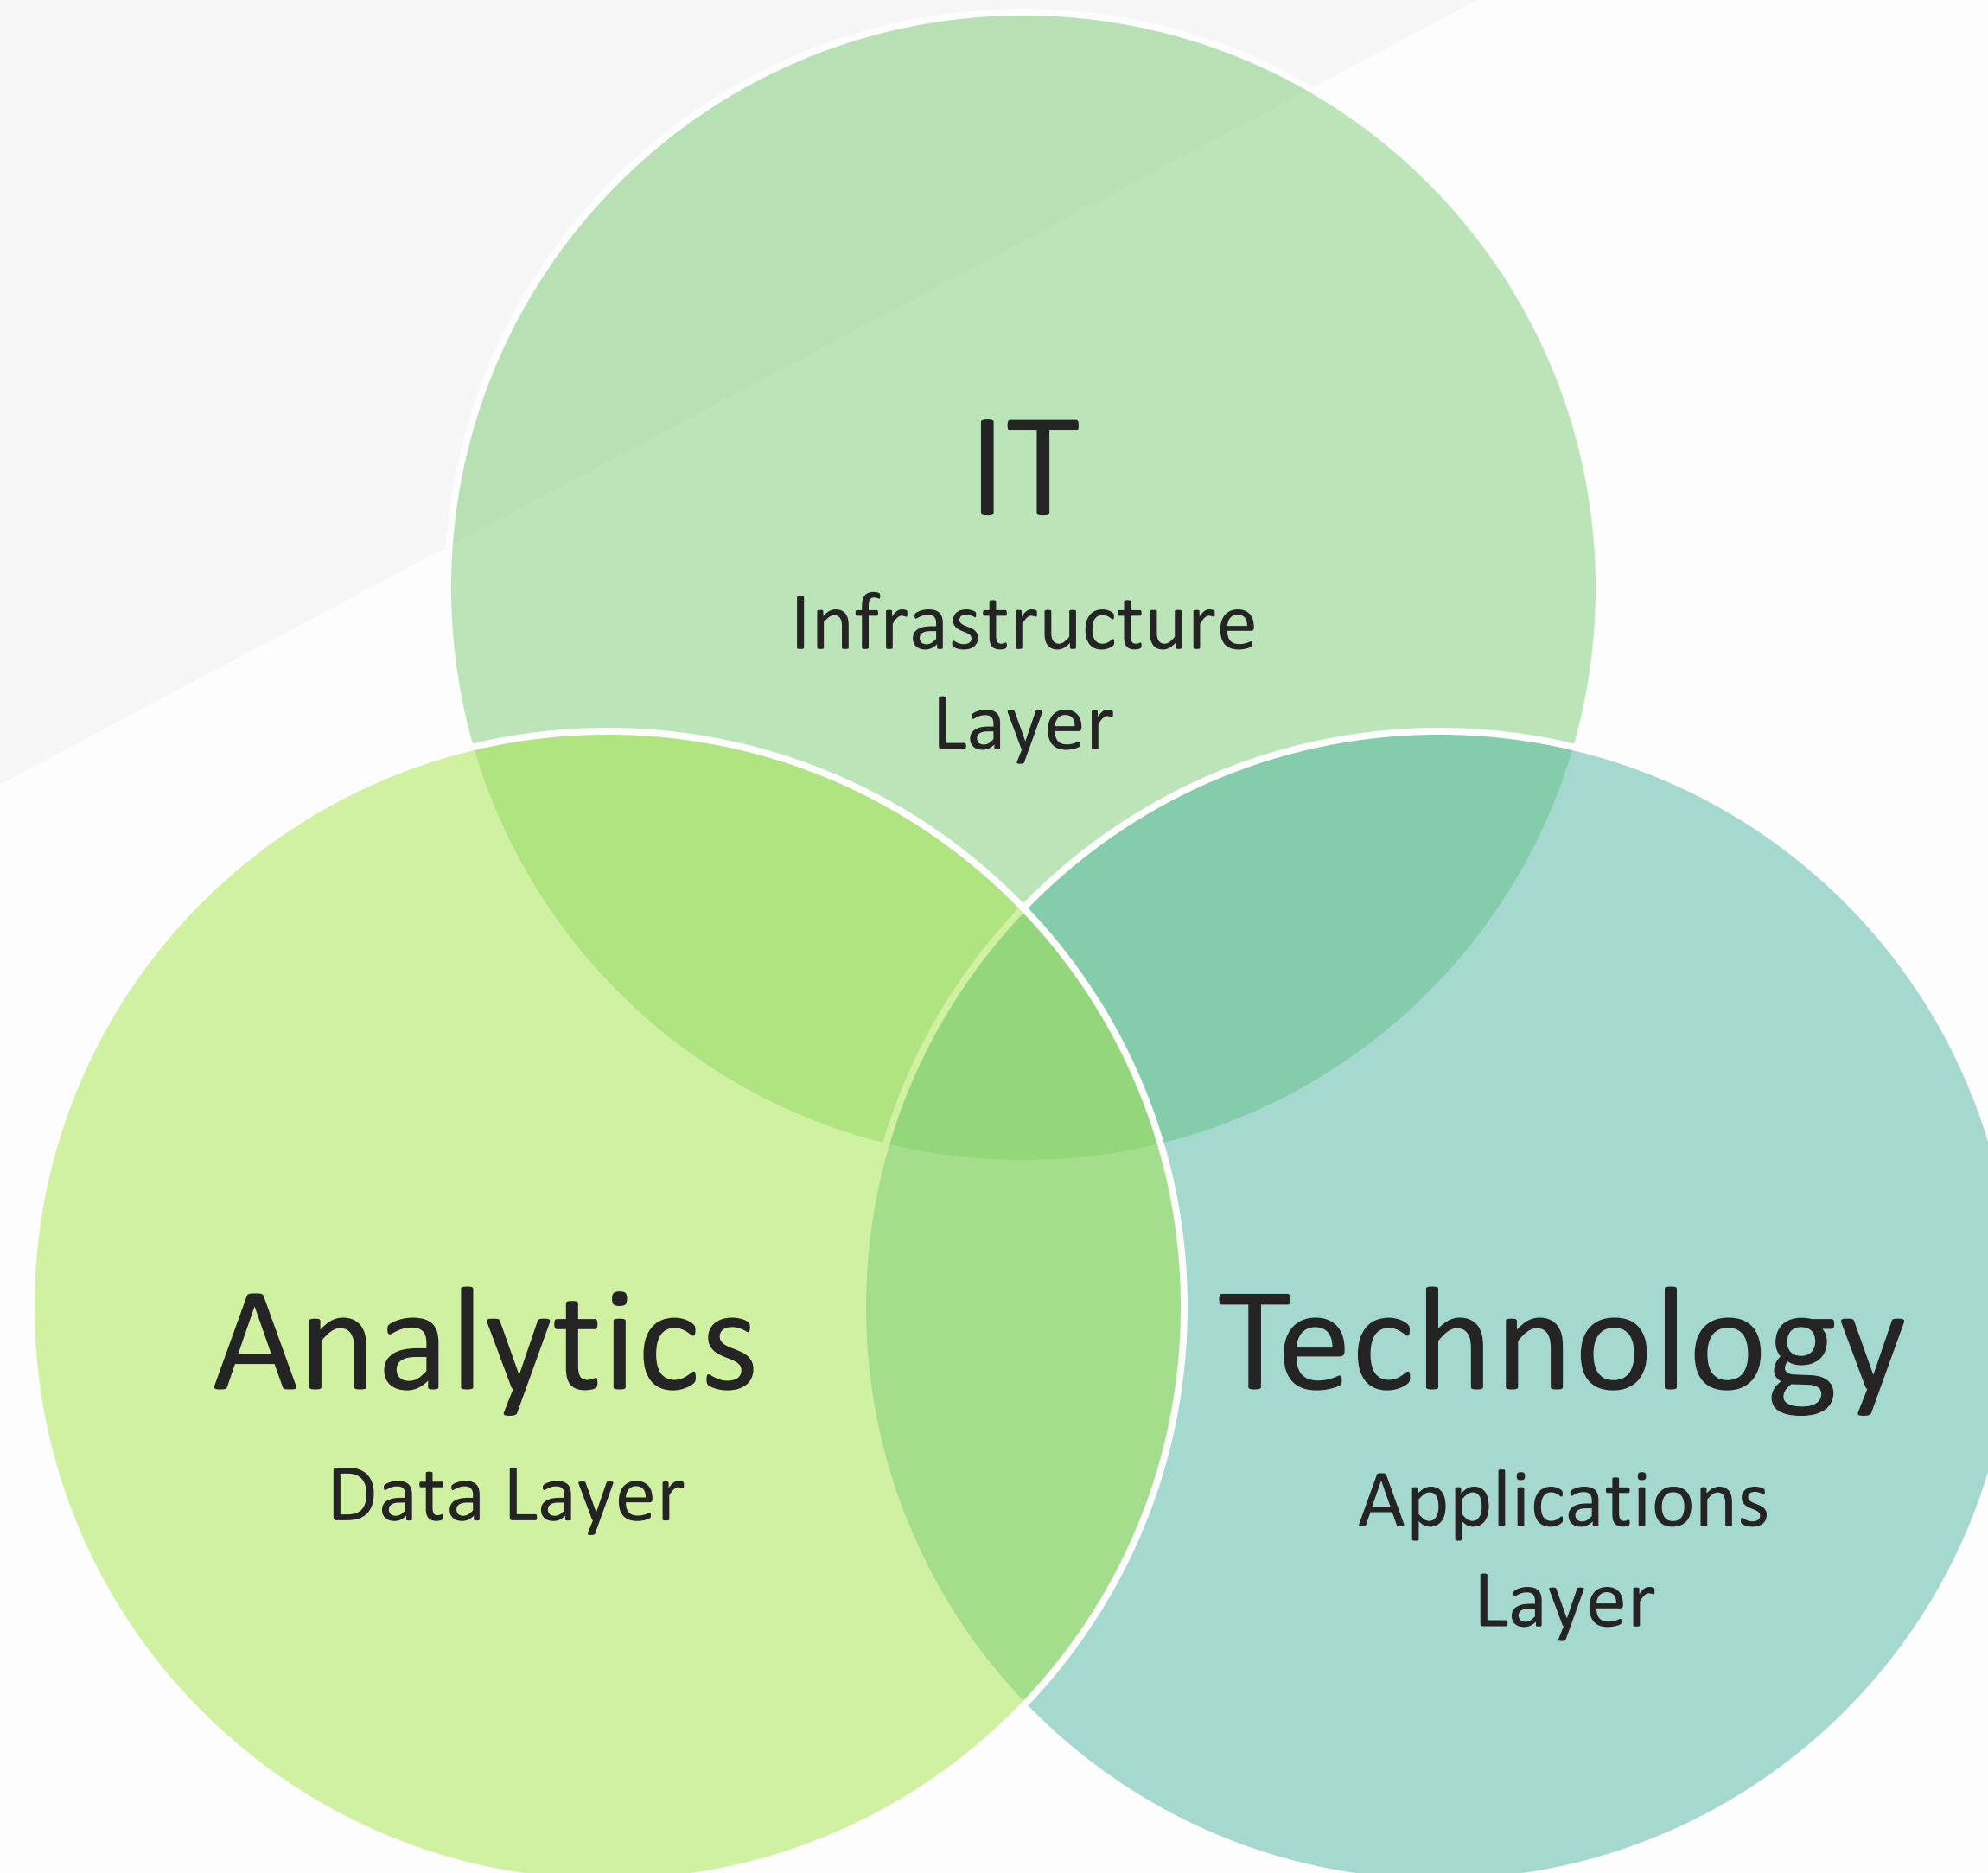 IT
Infrastructure
Layer
Analytics
Data Layer
Technology
Applications
Layer